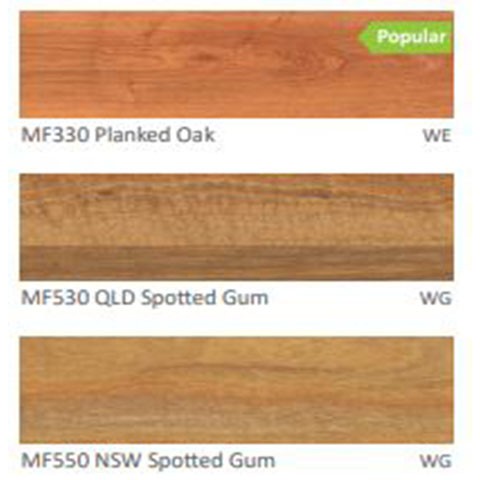 Popular
MF330 Planked Oak WE
MF530 QLD Spotted Gum WG
MF550 NSW Spotted Gum WG